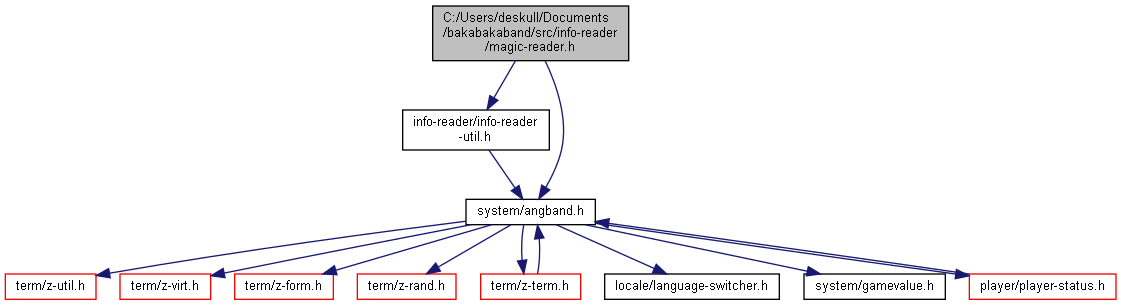 C:/Users/deskull/Documents
/bakabakaband/src/info-reader
/magic-reader.h
info-reader/info-reader
-util.h
system/angband.h
term/z-util.h
term/z-virt.h
term/z-form.h
term/z-rand.h
term/z-term.h
locale/language-switcher.h
system/gamevalue.h
player/player-status.h